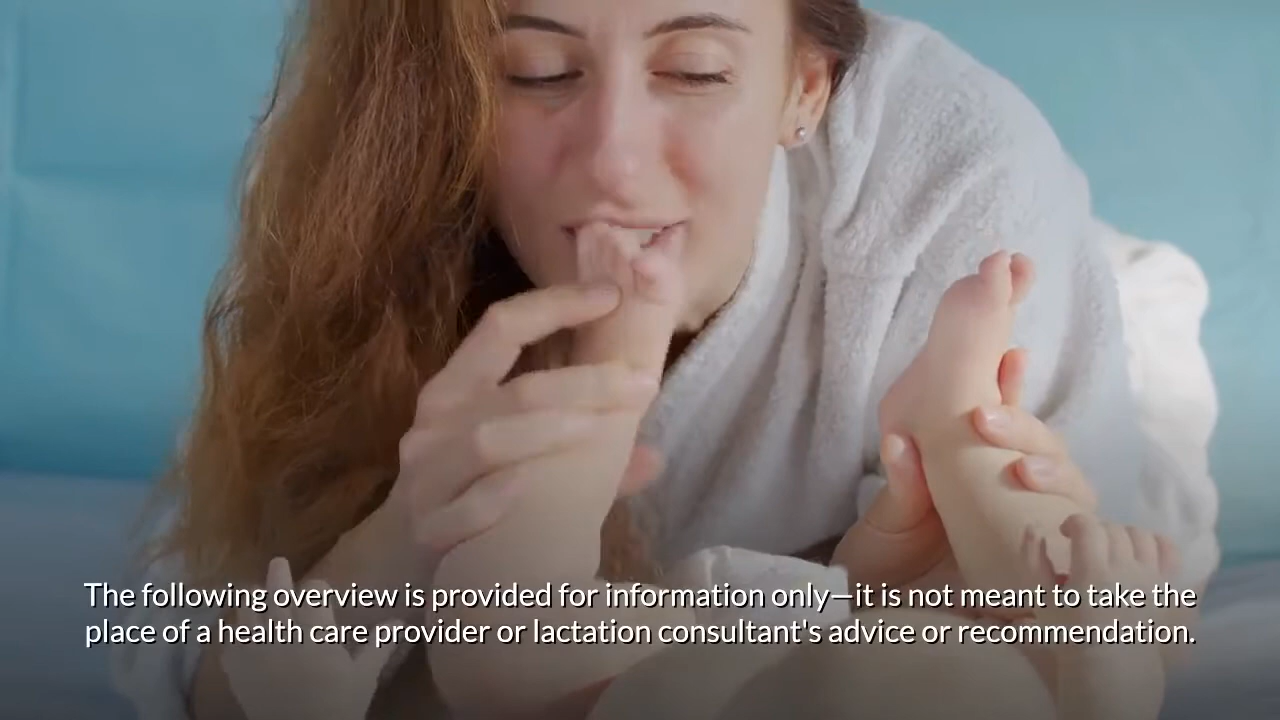 The following overview is provided for information only—it is not meant to take the
place of a health care provider or lactation consultant's advice or recommendation.